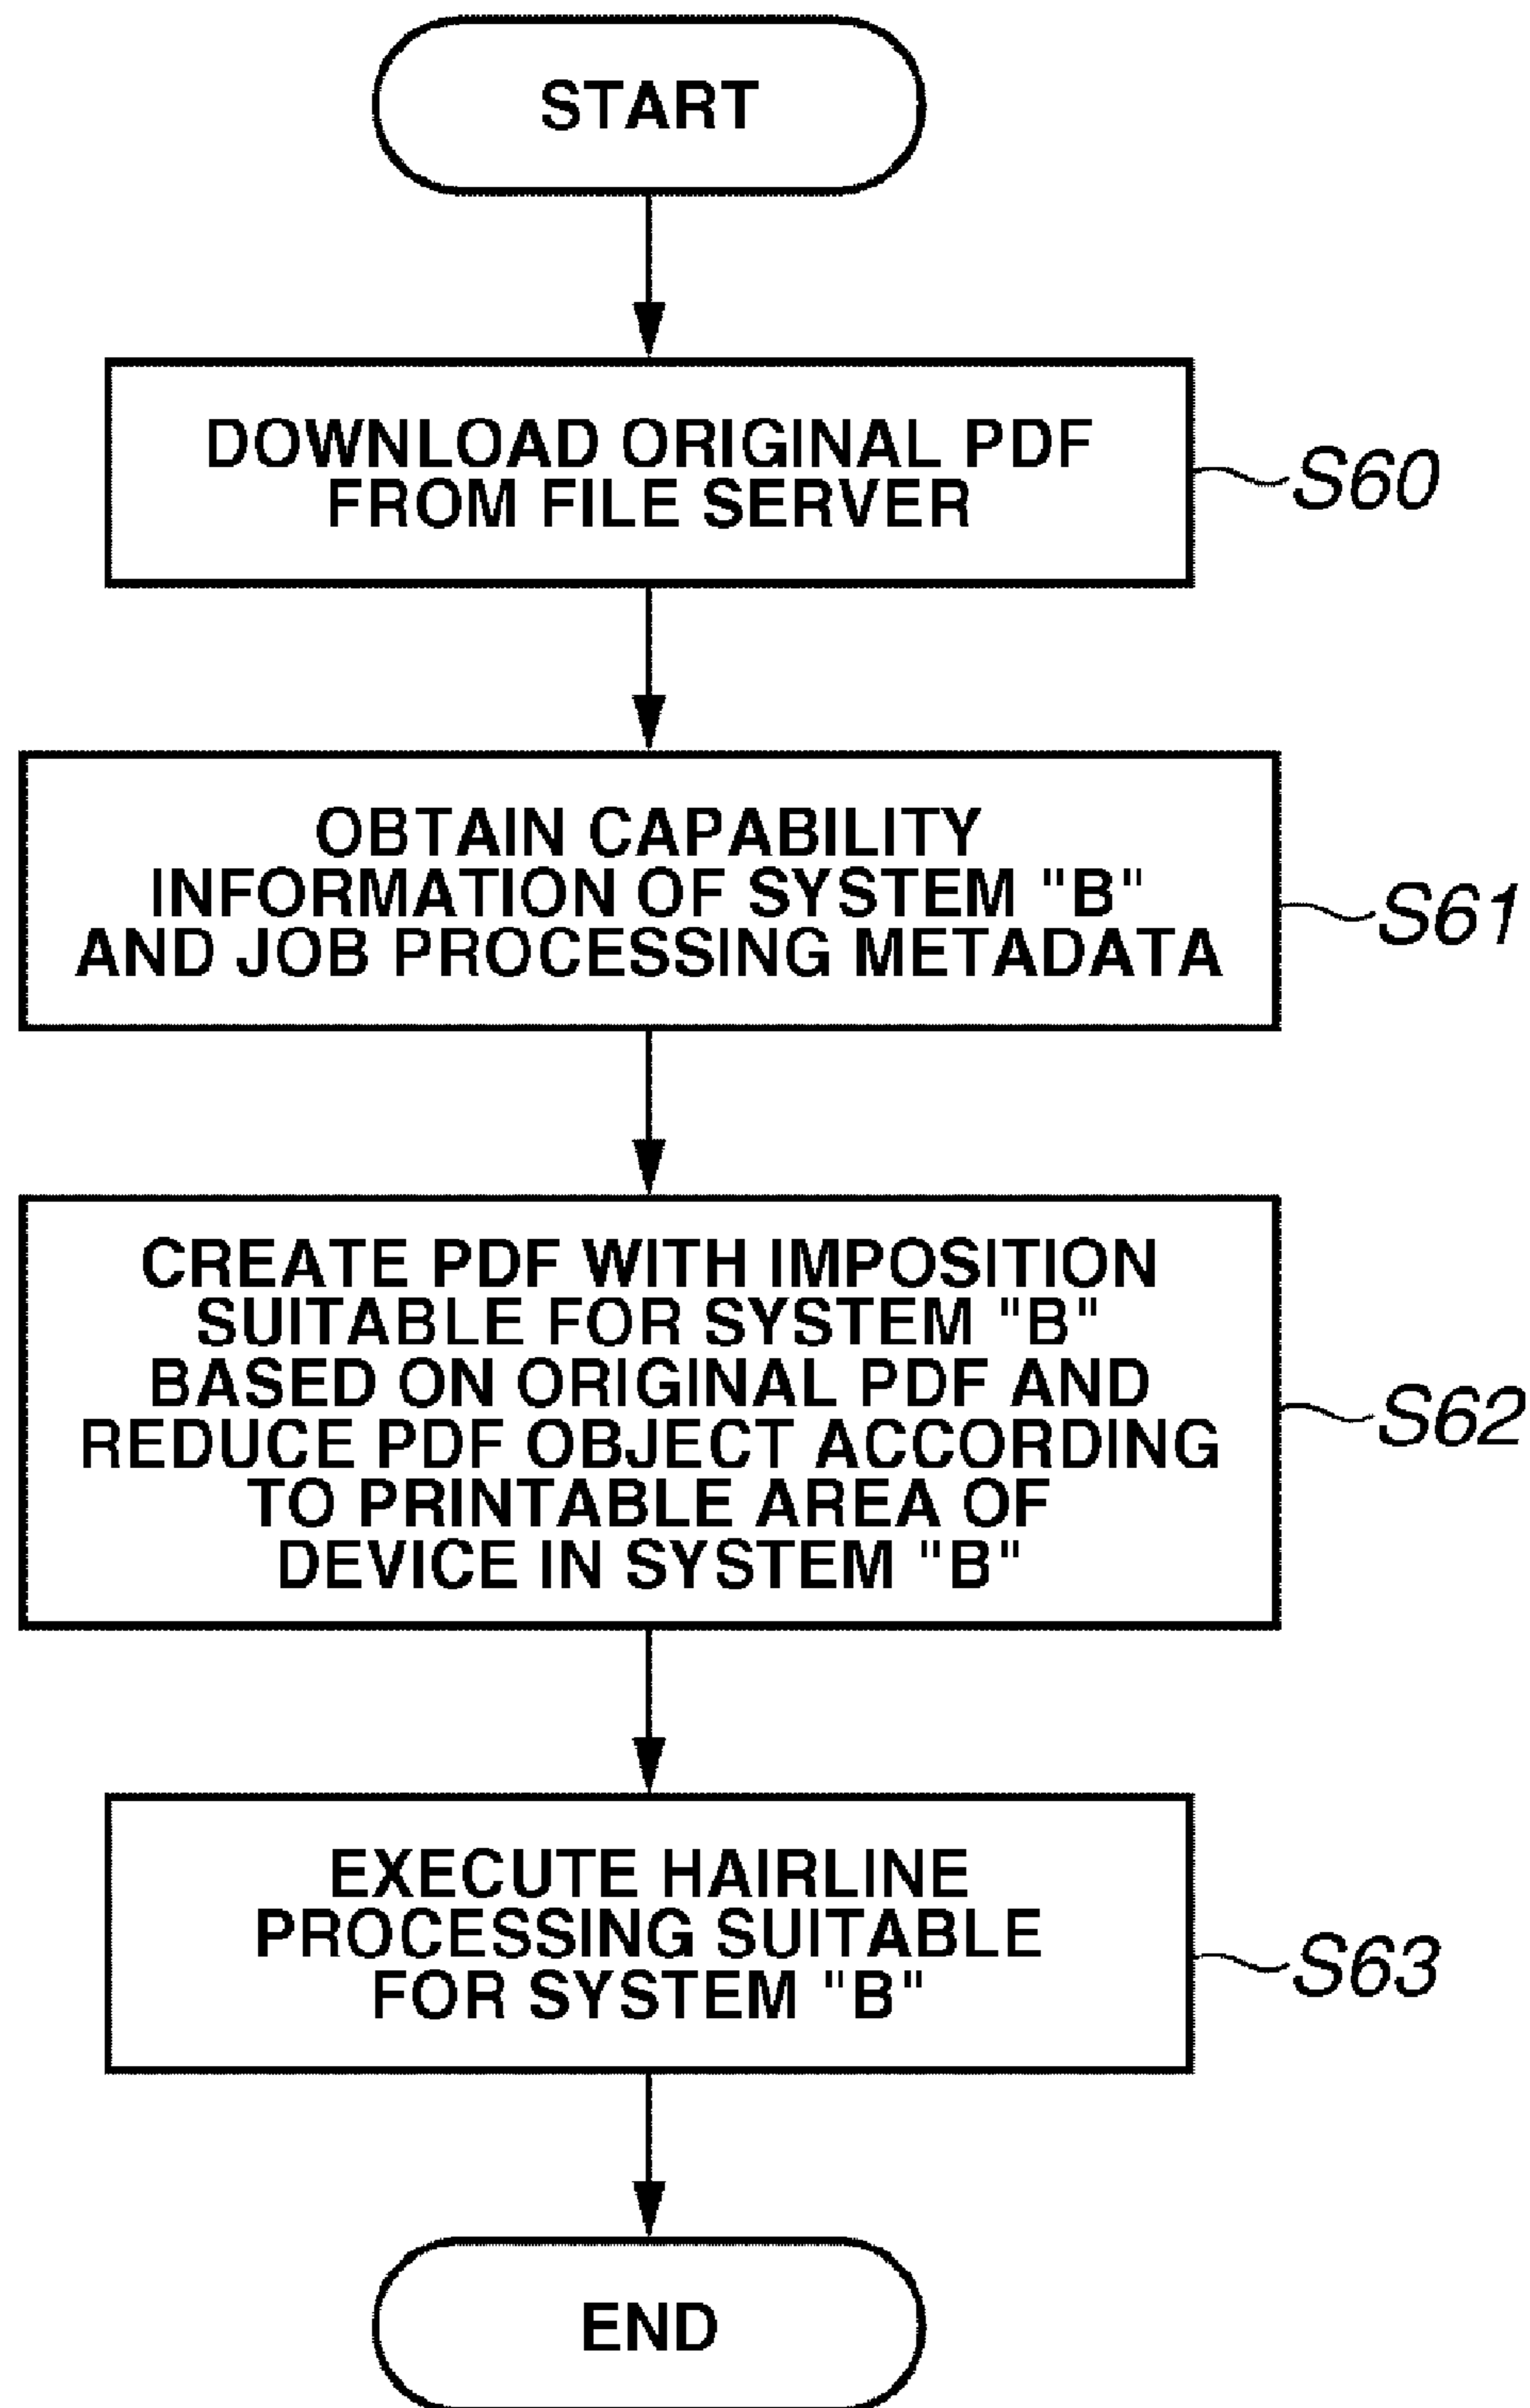 START
DOWNLOAD ORIGINAL PDF
FROM FILE SERVER
S60
OBTAIN CAPABILITY
INFORMATION OF SYSTEM "B"
AND JOB PROCESSING METADATA
S61
CREATE PDF WITH IMPOSITION
SUITABLE FOR SYSTEM "B"
BASED ON ORIGINAL PDF AND
REDUCE PDF OBJECT ACCORDING
TO PRINTABLE AREA OF
DEVICE IN SYSTEM "B"
S62
EXECUTE HAIRLINE
PROCESSING SUITABLE
FOR SYSTEM "B"
S63
END